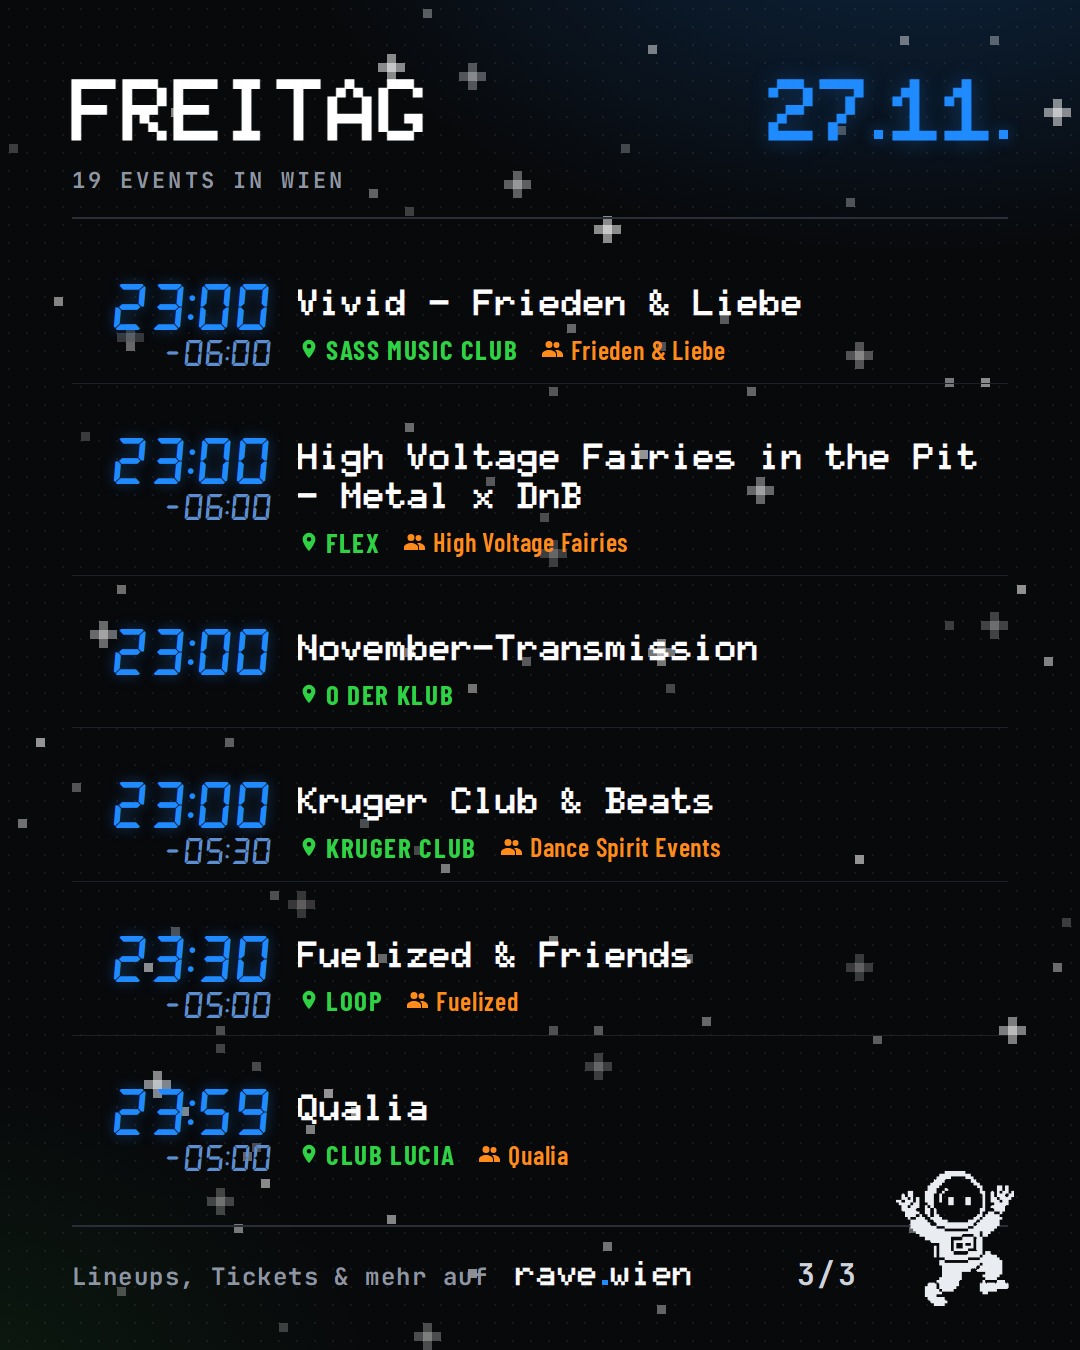 FREITAG 27.11.
19 EVENTS IN WIEN
23:00 Vivid - Frieden & Liebe
-06:00 SASS MUSIC CLUB Frieden & Liebe
23:00 High Voltage Fairies in the Pit
-06:00 - Metal x DnB
FLEX High Voltage Fairies
23:00 November-Transmission
O DER KLUB
23:00 Kruger Club & Beats
-05:30 KRUGER CLUB Dance Spirit Events
23:30 Fuelized & Friends
-05:00 LOOP Fuelized
23:59 Qualia
-05:00 CLUB LUCIA Qualia
Lineups, Tickets & mehr auf rave.wien 3/3